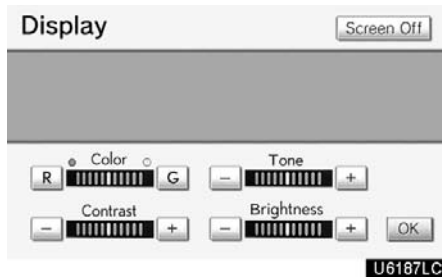 Display Screen Off
Color Tone
R G - +
Contrast Brightness
- + - + OK
U6187LC